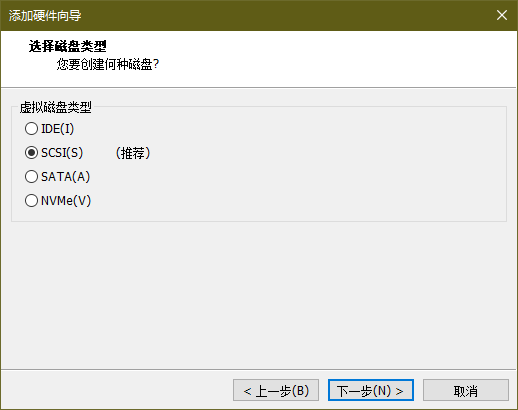 添加硬件向导
选择磁盘类型
您要创建何种磁盘?
虚拟磁盘类型
IDE(I)
SCSI(S) （推荐）
SATA(A)
NVMe(V)
< 上一步(B) 下一步(N) > 取消